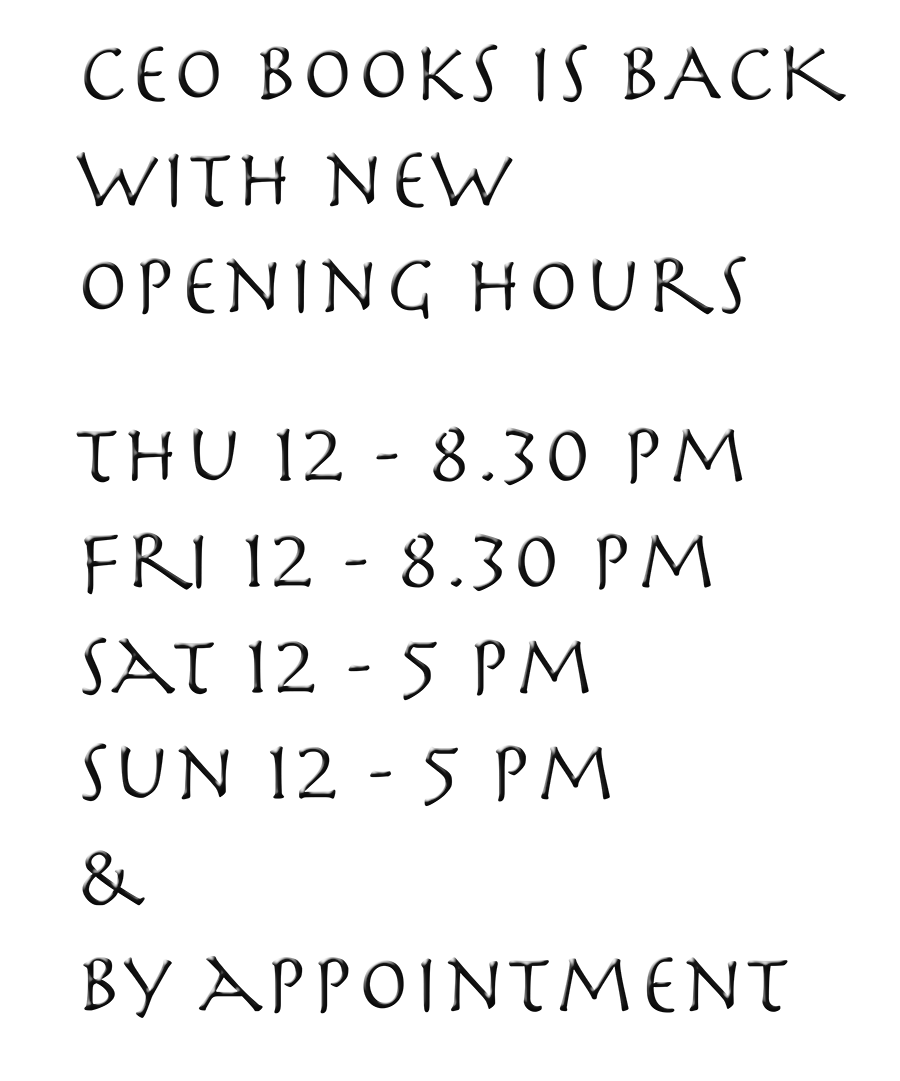 CEO BOOKS IS BACK
WITH NEW
OPENING HOURS
THU 12 - 8.30 PM
FRI 12 - 8.30 PM
SAT 12 - 5 PM
SUN 12 - 5 PM
&
BY APPOINTMENT